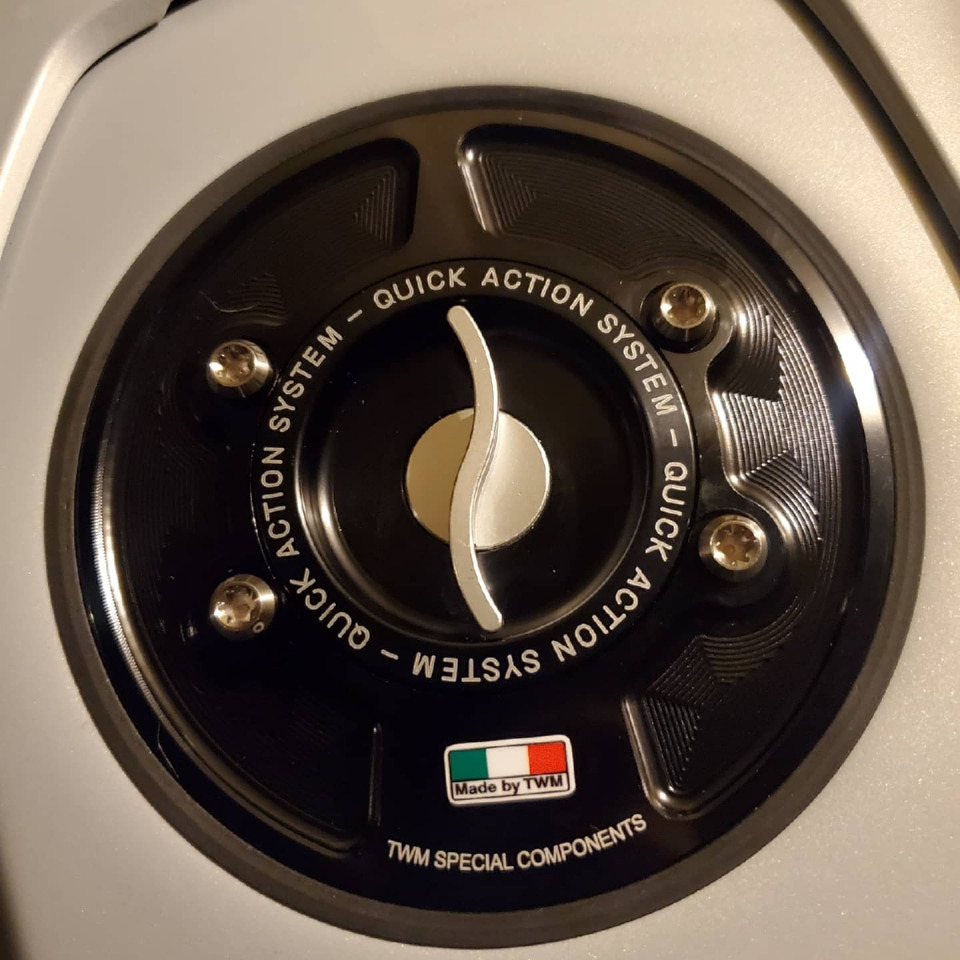 QUICK ACTION SYSTEM – QUICK ACTION SYSTEM – QUICK ACTION SYSTEM –
Made by TWM
TWM SPECIAL COMPONENTS